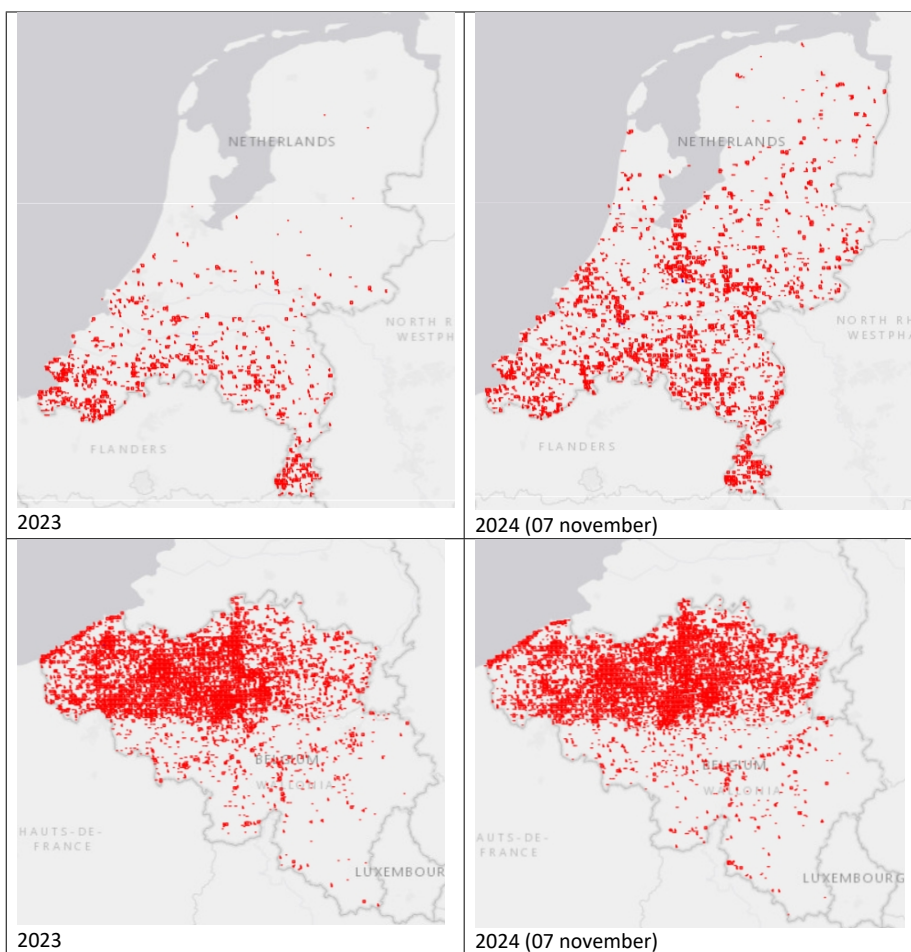 NETHERLANDS
NORTH R
WESTPH
FLANDERS
2023
NETHERLANDS
NORTH RH
WESTPHA
FLANDERS
2024 (07 november)
BELGIUM
WALLONIA
HAUTS-DE-
FRANCE
LUXEMBOUR
2023
BELGIUM
WALLONIA
AUTS-DE-
FRANCE
LUXEMBOURG
2024 (07 november)